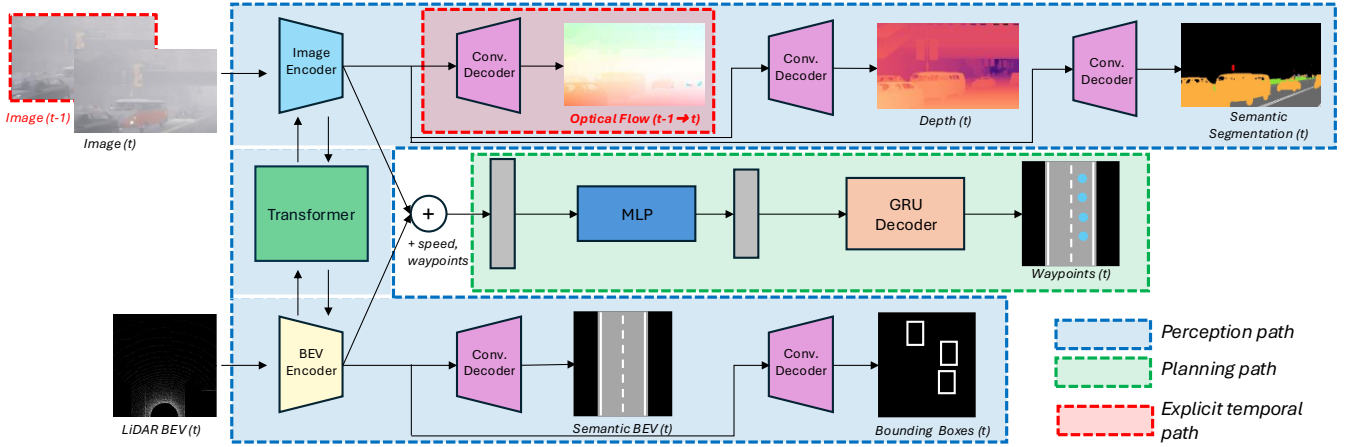 Image (t-1)
Image (t)
Image
Encoder
Conv.
Decoder
Optical Flow (t-1➔t)
Conv.
Decoder
Depth (t)
Conv.
Decoder
Semantic
Segmentation (t)
Transformer
+
+ speed,
waypoints
MLP
GRU
Decoder
Waypoints (t)
LiDAR BEV (t)
BEV
Encoder
Conv.
Decoder
Semantic BEV (t)
Conv.
Decoder
Bounding Boxes (t)
Perception path
Planning path
Explicit temporal
path